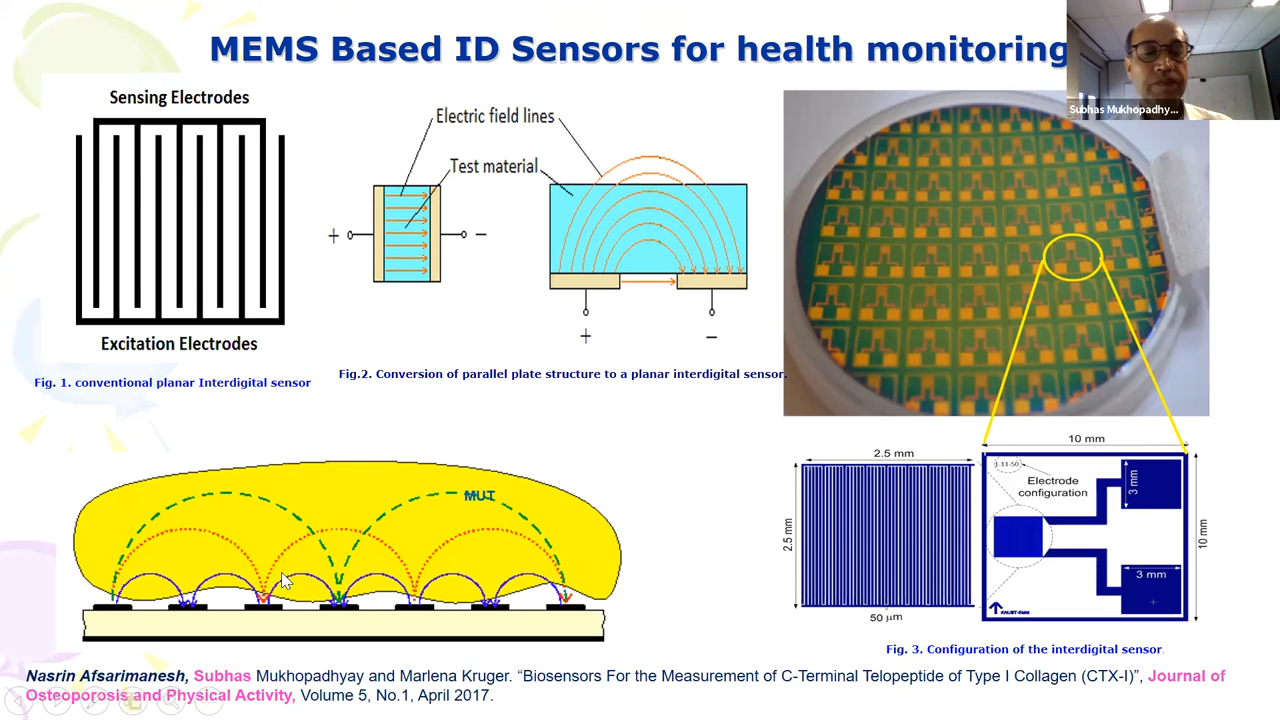 MEMS Based ID Sensors for health monitoring
Subhas Mukhopadhy...
Sensing Electrodes
Excitation Electrodes
Fig. 1. conventional planar Interdigital sensor
Electric field lines
Test material
+
−
+
−
Fig.2. Conversion of parallel plate structure to a planar interdigital sensor.
MUT
2.5 mm
2.5 mm
50 μm
10 mm
1-11-50
Electrode
configuration
3 mm
3 mm
10 mm
Fig. 3. Configuration of the interdigital sensor.
Nasrin Afsarimanesh, Subhas Mukhopadhyay and Marlena Kruger. “Biosensors For the Measurement of C-Terminal Telopeptide of Type I Collagen (CTX-I)”, Journal of
Osteoporosis and Physical Activity, Volume 5, No.1, April 2017.